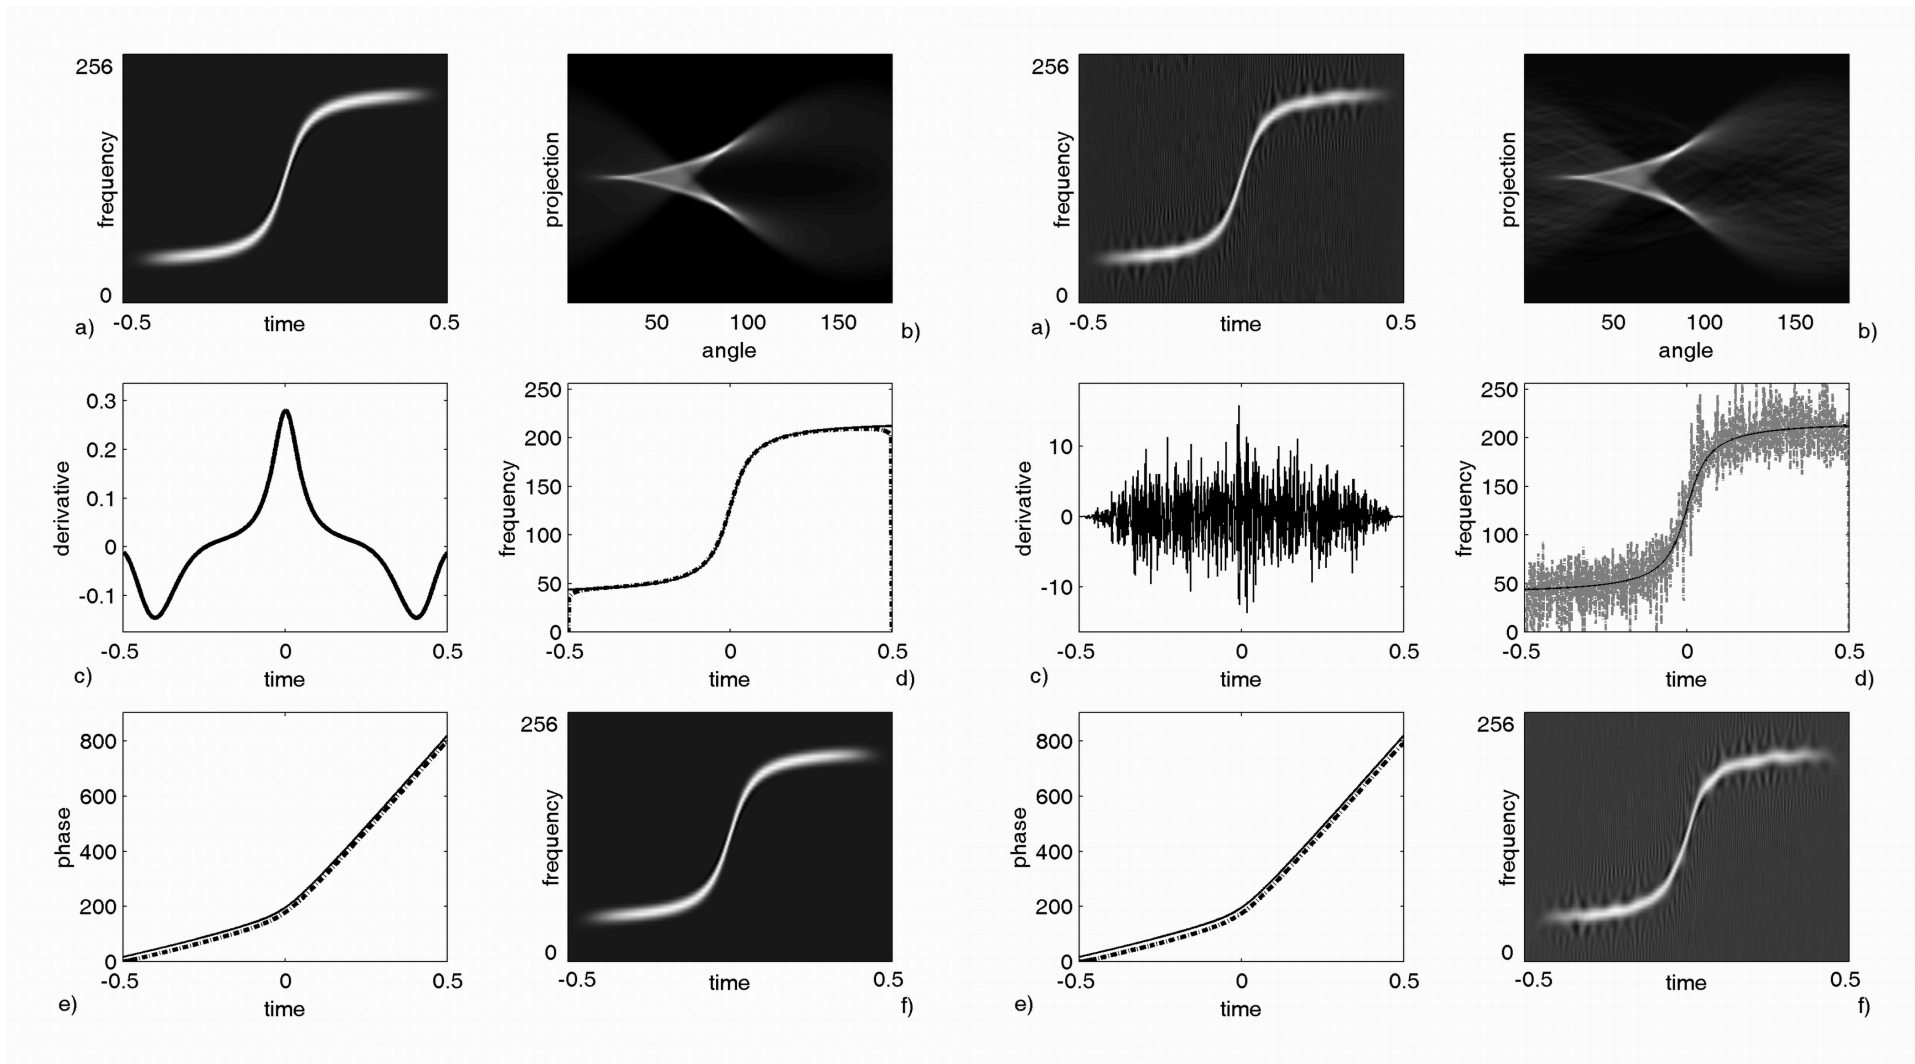 256
frequency
0
-0.5
time
0.5
a)
projection
50
100
150
angle
b)
256
frequency
0
-0.5
time
0.5
a)
projection
50
100
150
angle
b)
0.3
0.2
0.1
0
-0.1
derivative
-0.5
0
0.5
time
c)
250
200
150
100
50
0
frequency
-0.5
0
0.5
time
d)
10
0
-10
derivative
-0.5
0
0.5
time
c)
250
200
150
100
50
0
frequency
-0.5
0
0.5
time
d)
800
600
400
200
0
phase
-0.5
0
0.5
time
e)
256
frequency
0
-0.5
time
0.5
f)
800
600
400
200
0
phase
-0.5
0
0.5
time
e)
256
frequency
0
-0.5
time
0.5
f)